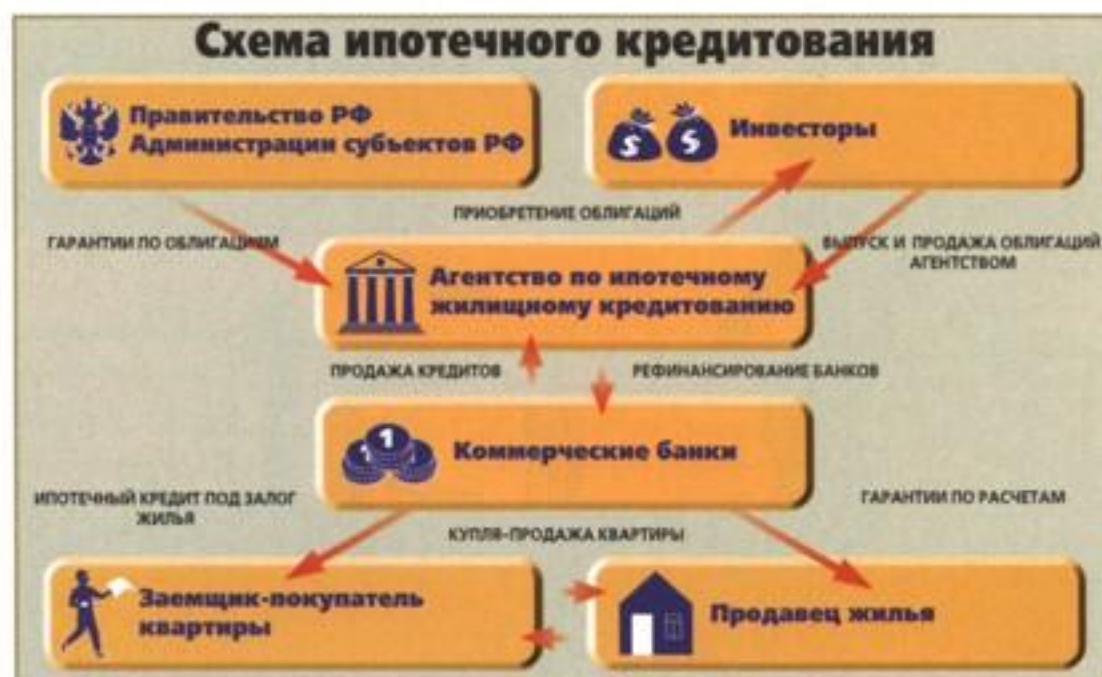 Схема ипотечного кредитования
Правительство РФ
Администрации субъектов РФ
Инвесторы
ПРИОБРЕТЕНИЕ ОБЛИГАЦИЙ
ГАРАНТИИ ПО ОБЛИГАЦИЯМ
ВЫПУСК И ПРОДАЖА ОБЛИГАЦИЙ
АГЕНТСТВОМ
Агентство по ипотечному
жилищному кредитованию
ПРОДАЖА КРЕДИТОВ
РЕФИНАНСИРОВАНИЕ БАНКОВ
Коммерческие банки
ИПОТЕЧНЫЙ КРЕДИТ ПОД ЗАЛОГ
ЖИЛЬЯ
ГАРАНТИИ ПО РАСЧЕТАМ
КУПЛЯ-ПРОДАЖА КВАРТИРЫ
Заемщик-покупатель
квартиры
Продавец жилья